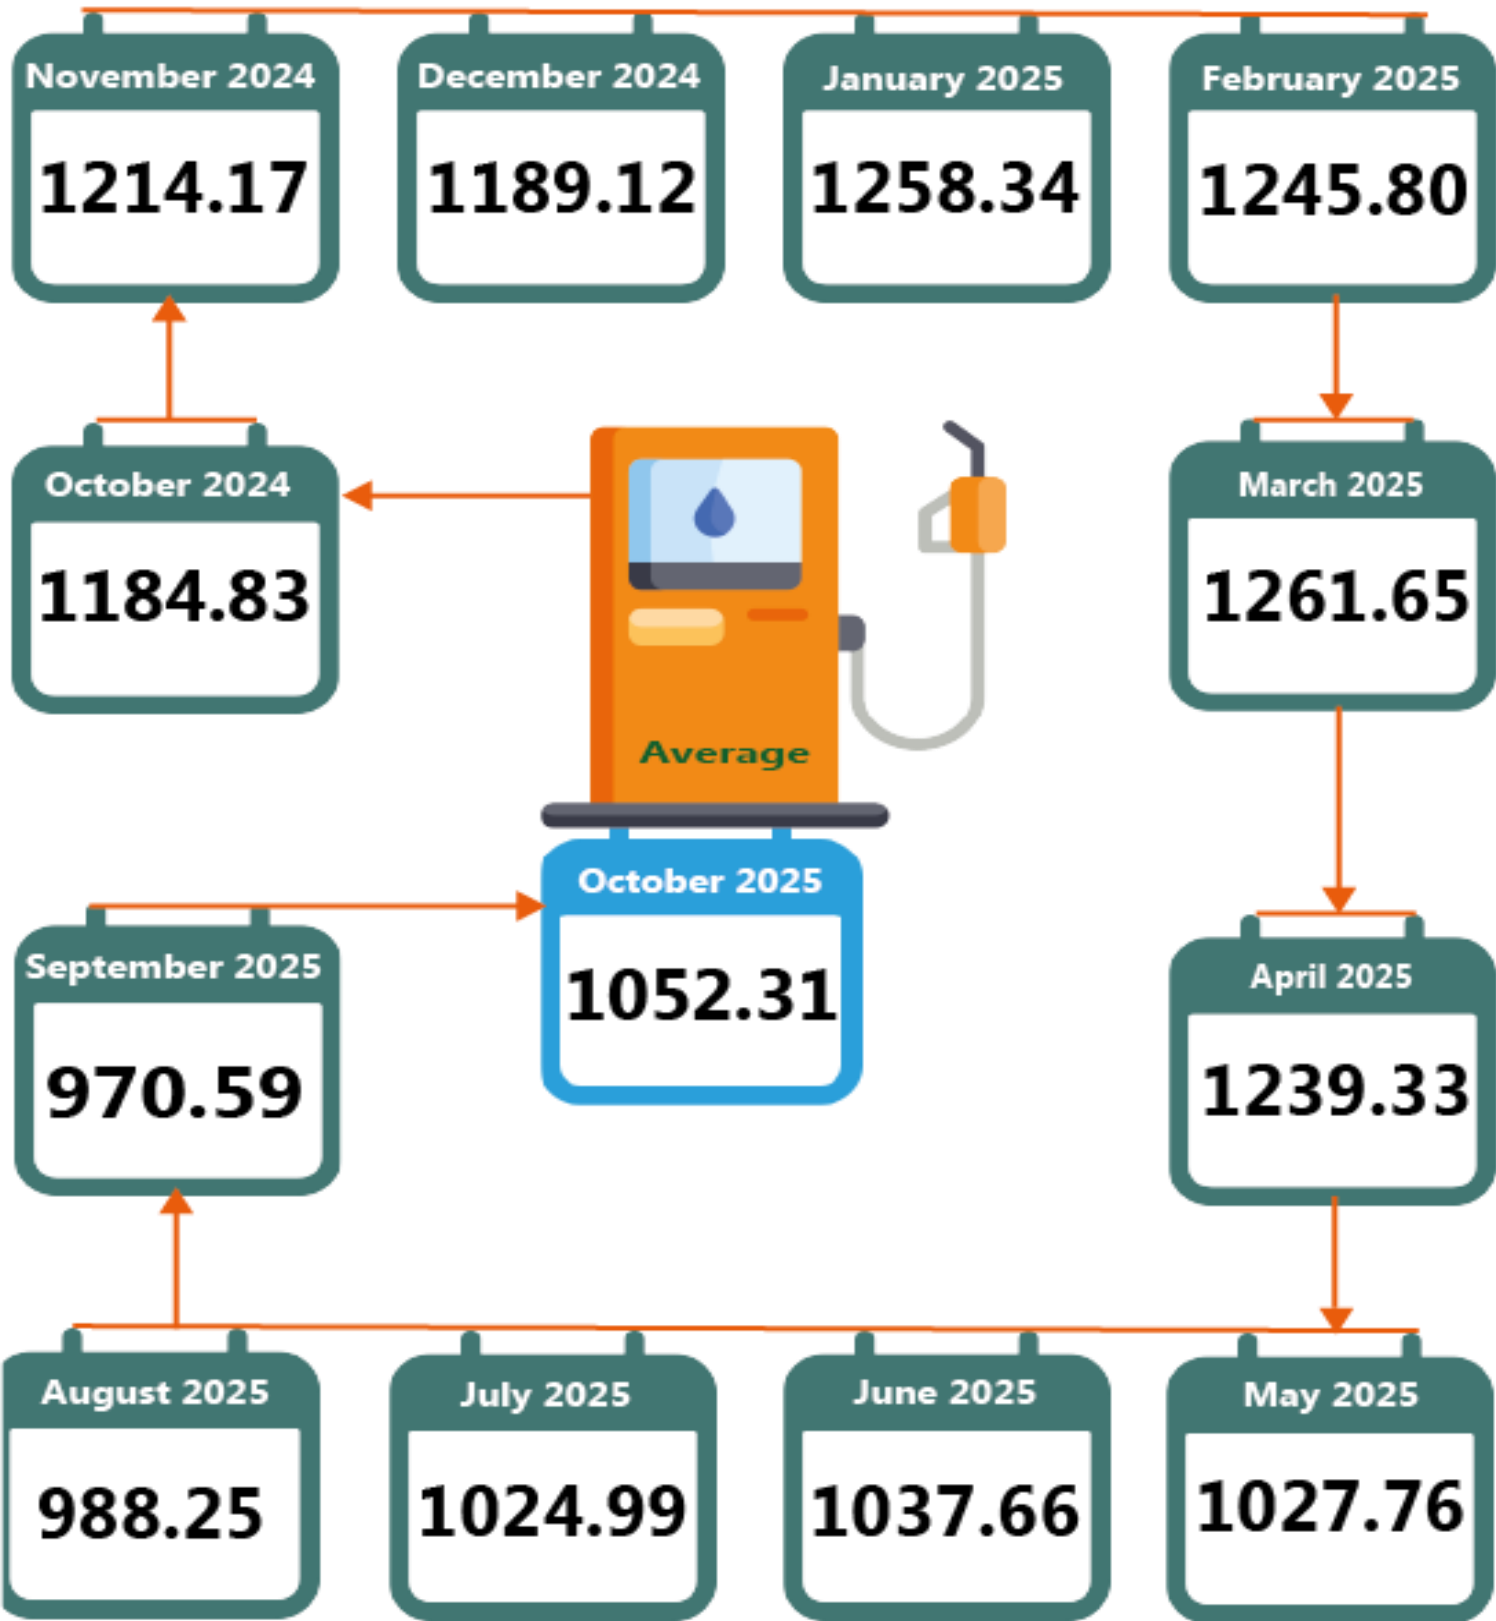 November 2024
1214.17
December 2024
1189.12
January 2025
1258.34
February 2025
1245.80
October 2024
1184.83
March 2025
1261.65
Average
October 2025
1052.31
September 2025
970.59
April 2025
1239.33
August 2025
988.25
July 2025
1024.99
June 2025
1037.66
May 2025
1027.76